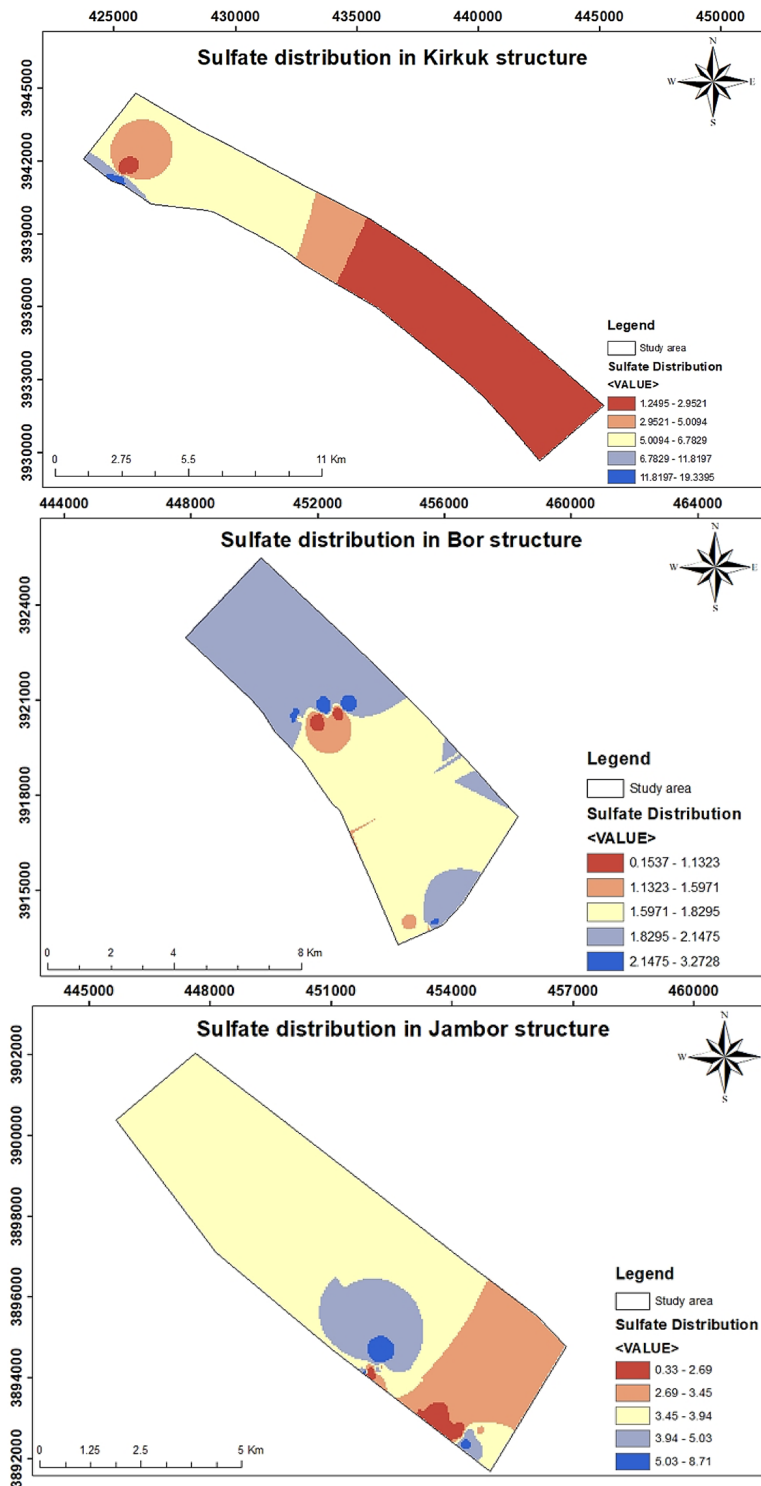 425000 430000 435000 440000 445000 450000
Sulfate distribution in Kirkuk structure
N
W E
S
3945000
3942000
3939000
3936000
3933000
3930000
Legend
Study area
Sulfate Distribution
<VALUE>
1.2495 - 2.9521
2.9521 - 5.0094
5.0094 - 6.7829
6.7829 - 11.8197
11.8197- 19.3395
0 2.75 5.5 11 Km
444000 448000 452000 456000 460000 464000
Sulfate distribution in Bor structure
N
W E
S
3924000
3921000
3918000
3915000
Legend
Study area
Sulfate Distribution
<VALUE>
0.1537 - 1.1323
1.1323 - 1.5971
1.5971 - 1.8295
1.8295 - 2.1475
2.1475 - 3.2728
0 2 4 8 Km
445000 448000 451000 454000 457000 460000
Sulfate distribution in Jambor structure
N
W E
S
3902000
3900000
3898000
3896000
3894000
3892000
Legend
Study area
Sulfate Distribution
<VALUE>
0.33 - 2.69
2.69 - 3.45
3.45 - 3.94
3.94 - 5.03
5.03 - 8.71
0 1.25 2.5 5 Km